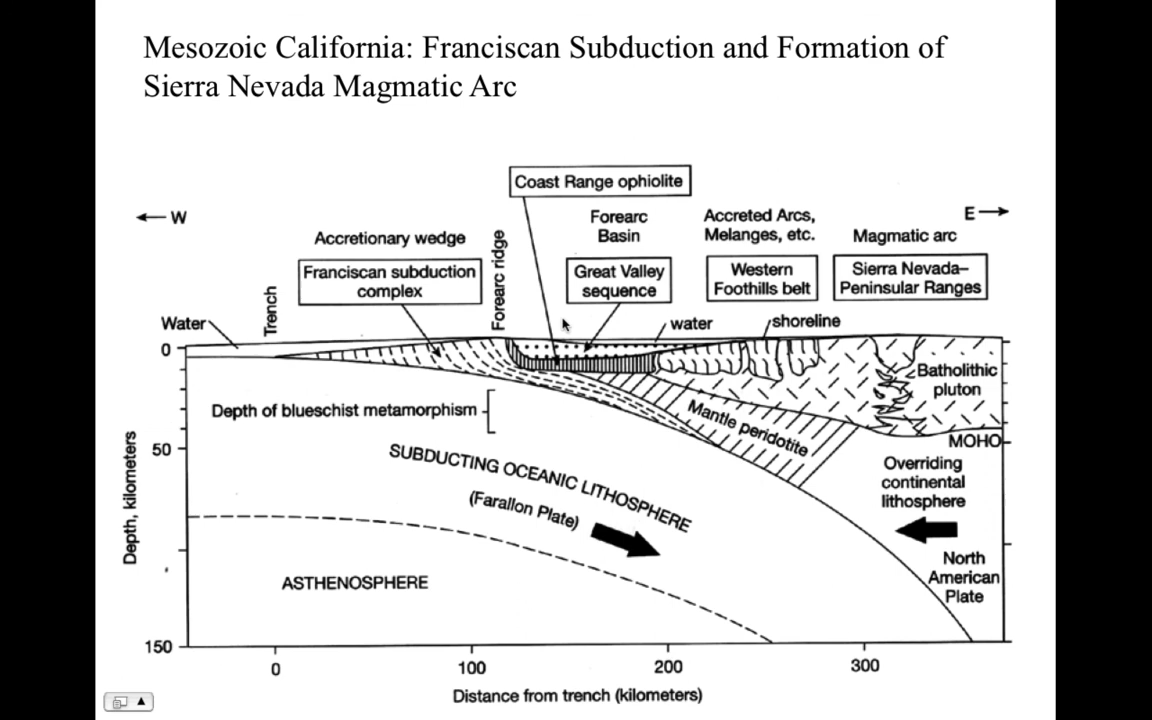 Mesozoic California: Franciscan Subduction and Formation of
Sierra Nevada Magmatic Arc
Coast Range ophiolite
W
E
Accretionary wedge
Forearc ridge
Forearc
Basin
Accreted Arcs,
Melanges, etc.
Magmatic arc
Franciscan subduction
complex
Great Valley
sequence
Western
Foothills belt
Sierra Nevada–
Peninsular Ranges
Trench
Water
water
shoreline
0
Batholithic
pluton
Depth of blueschist metamorphism
Mantle peridotite
MOHO
50
SUBDUCTING OCEANIC LITHOSPHERE
(Farallon Plate)
Overriding
continental
lithosphere
Depth, kilometers
North
American
Plate
ASTHENOSPHERE
150
0
100
200
300
Distance from trench (kilometers)